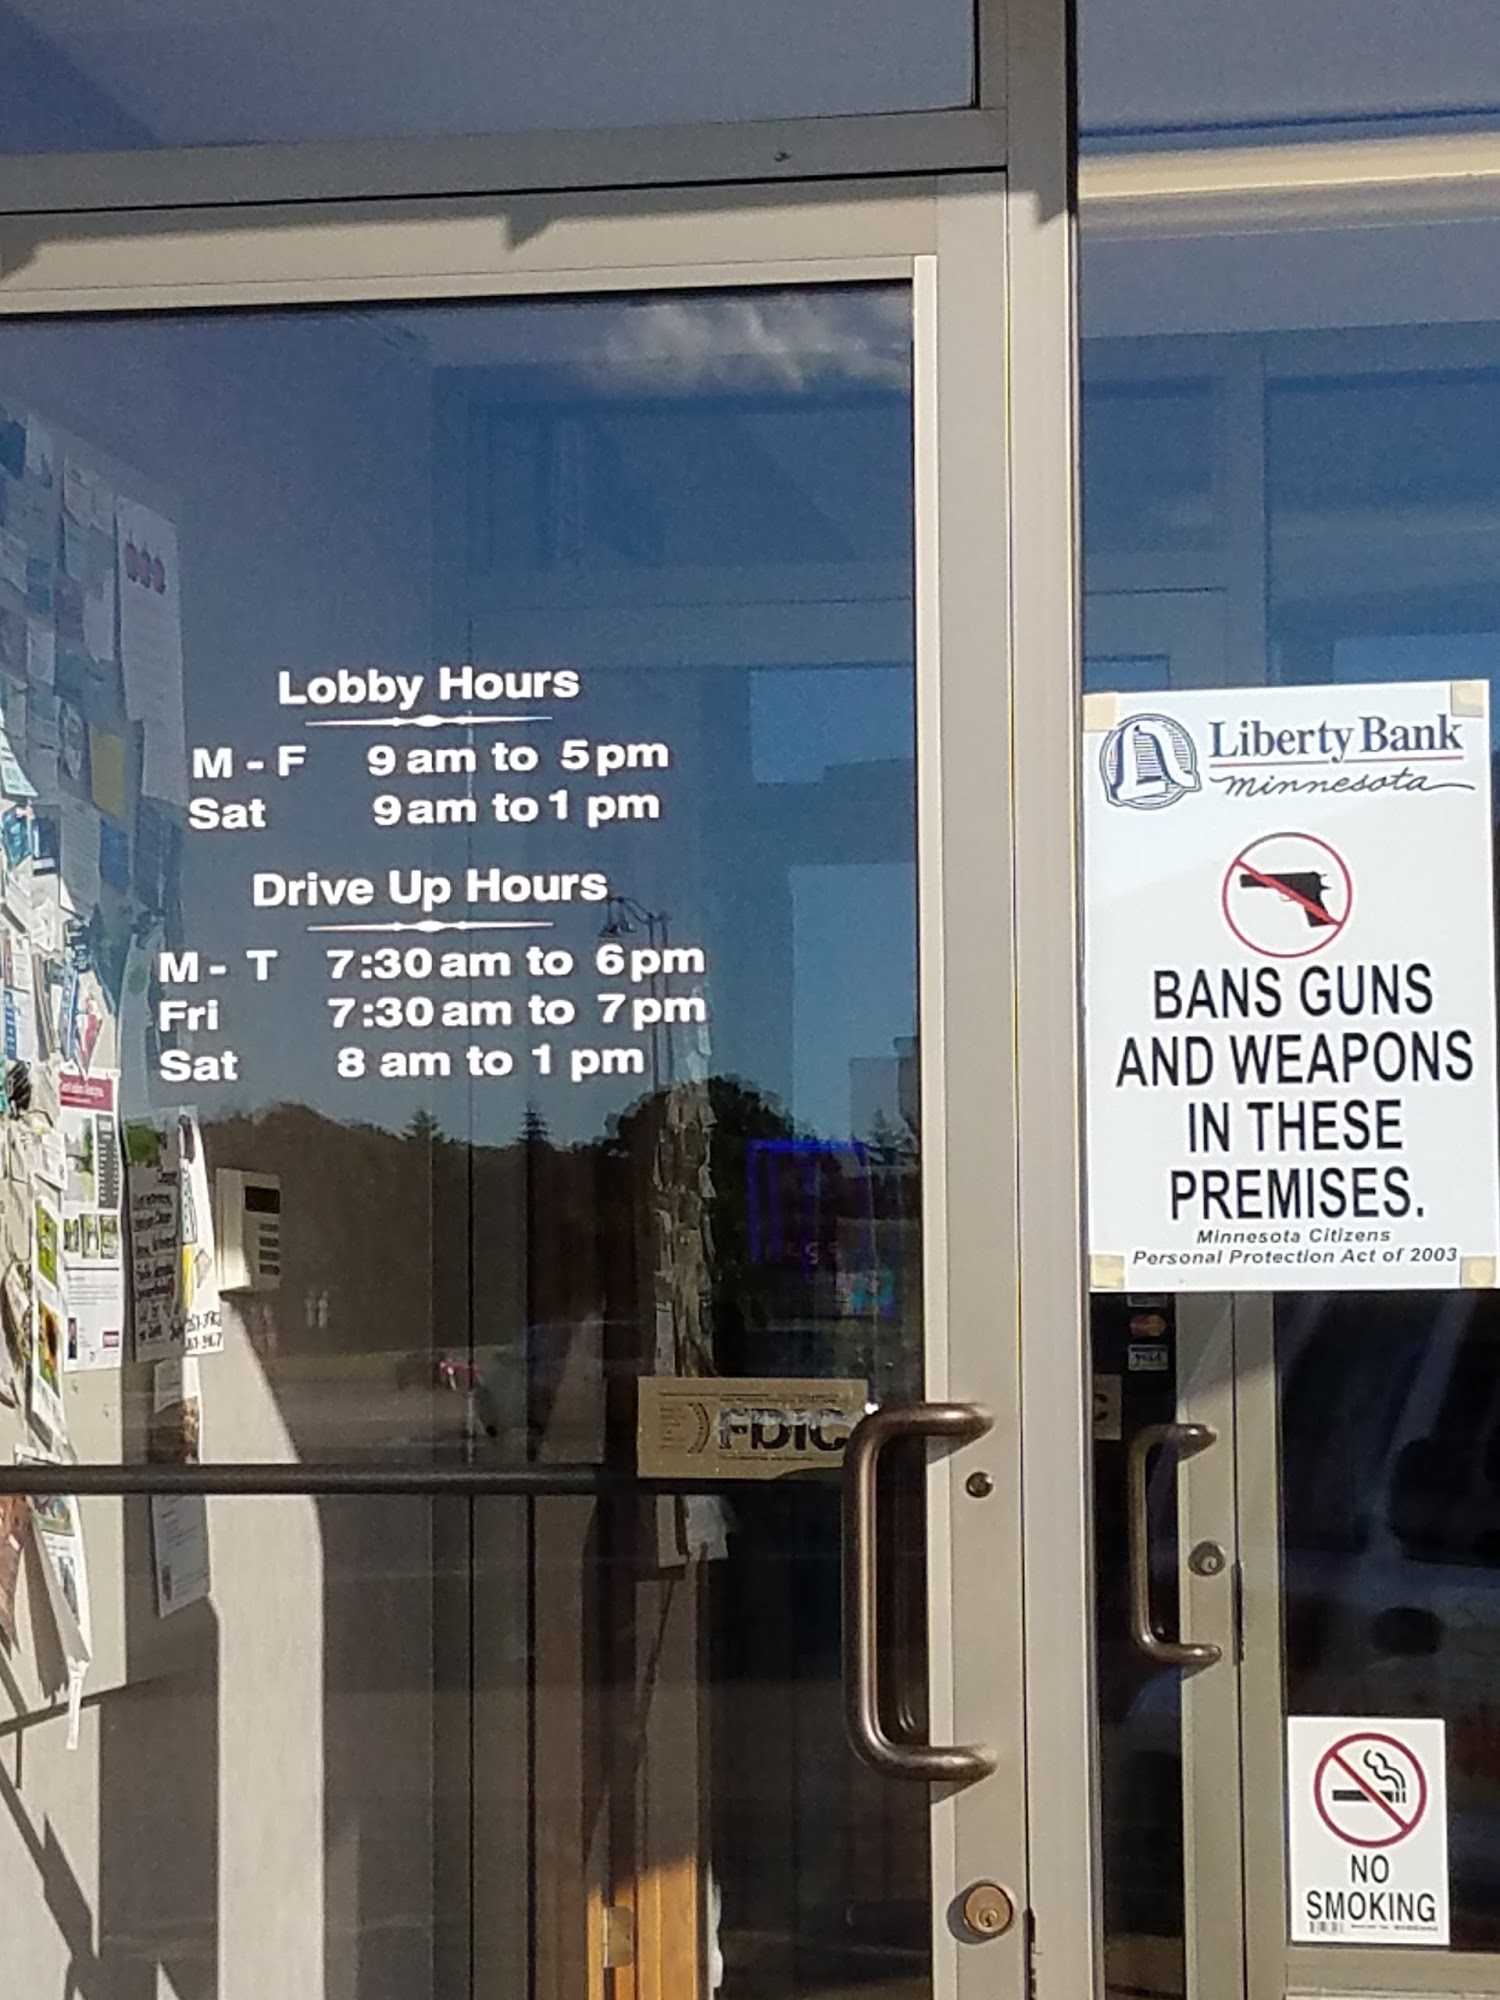 Lobby Hours
M - F 9 am to 5 pm
Sat 9 am to 1 pm
Drive Up Hours
M - T 7:30 am to 6 pm
Fri 7:30 am to 7 pm
Sat 8 am to 1 pm
FDIC
Liberty Bank
Minnesota
BANS GUNS
AND WEAPONS
IN THESE
PREMISES.
Minnesota Citizens
Personal Protection Act of 2003
VISA
NO
SMOKING